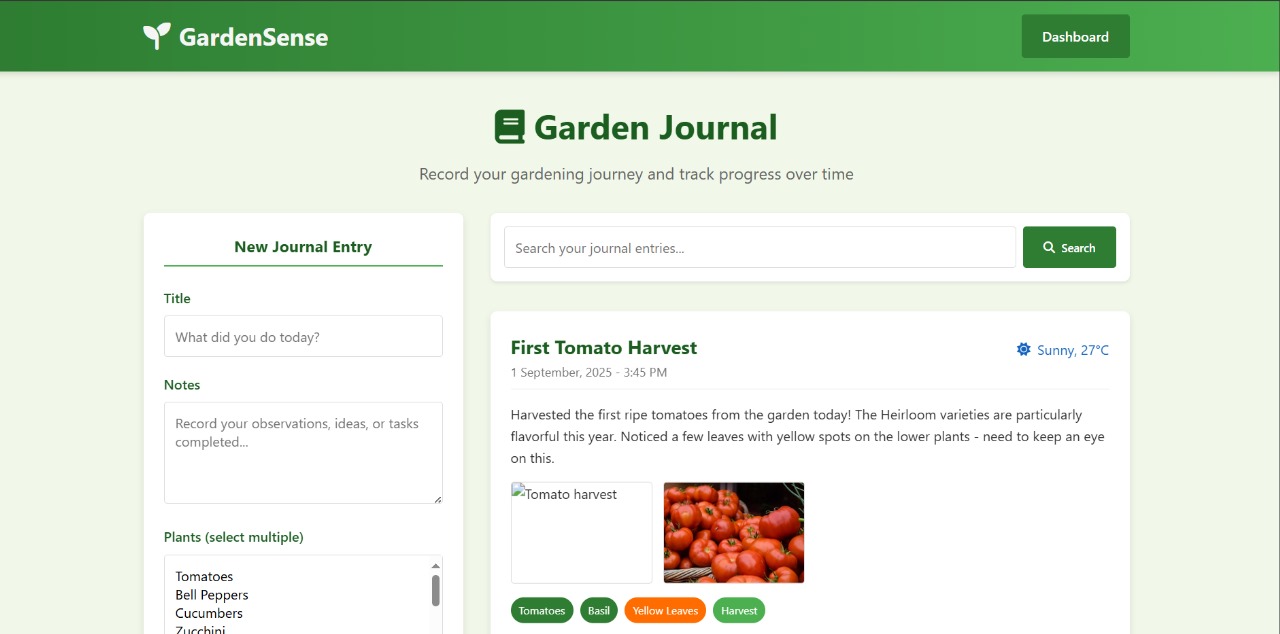 GardenSense
Dashboard
Garden Journal
Record your gardening journey and track progress over time
New Journal Entry
Title
What did you do today?
Notes
Record your observations, ideas, or tasks
completed...
Plants (select multiple)
Tomatoes
Bell Peppers
Cucumbers
Zucchini
Search your journal entries...
Search
First Tomato Harvest
Sunny, 27°C
1 September, 2025 - 3:45 PM
Harvested the first ripe tomatoes from the garden today! The Heirloom varieties are particularly
flavorful this year. Noticed a few leaves with yellow spots on the lower plants - need to keep an eye
on this.
Tomato harvest
Tomatoes
Basil
Yellow Leaves
Harvest